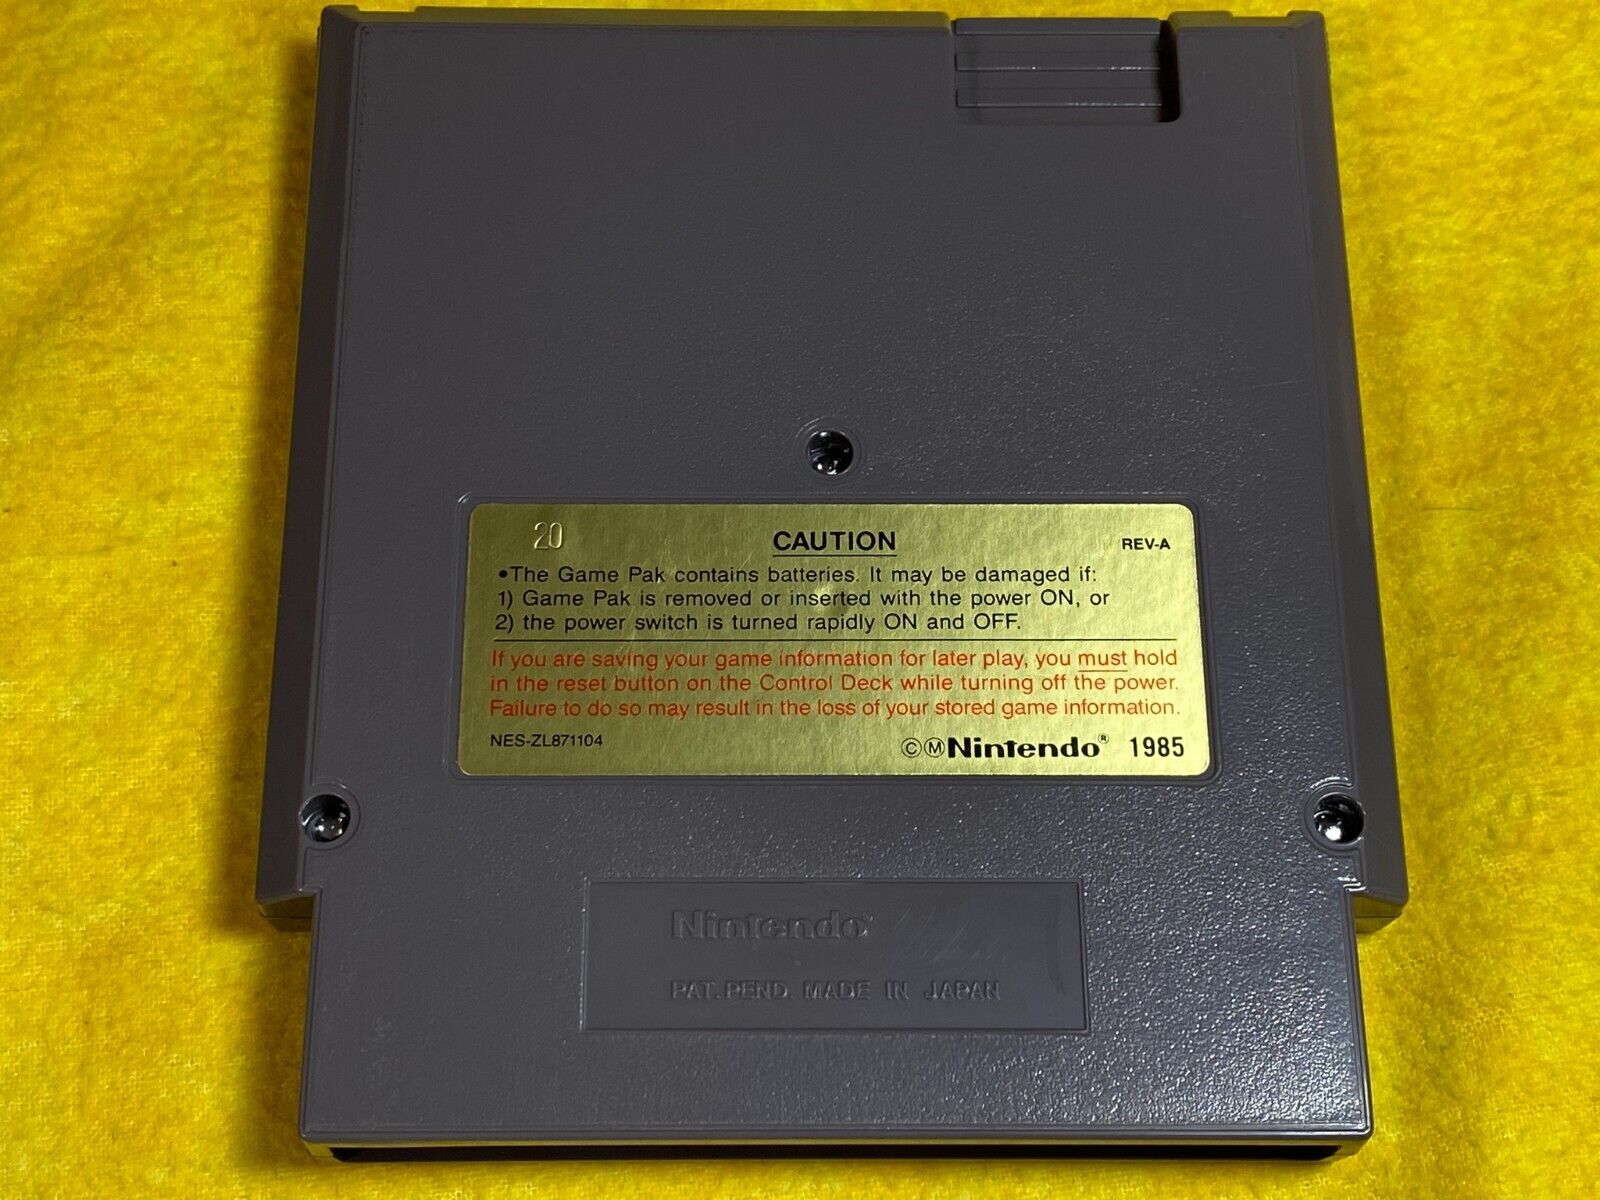 20 CAUTION REV-A
•The Game Pak contains batteries. It may be damaged if:
1) Game Pak is removed or inserted with the power ON, or
2) the power switch is turned rapidly ON and OFF.
If you are saving your game information for later play, you must hold
in the reset button on the Control Deck while turning off the power.
Failure to do so may result in the loss of your stored game information.
NES-ZL871104 ©ⓂNintendo® 1985
Nintendo®
PAT. PEND. MADE IN JAPAN